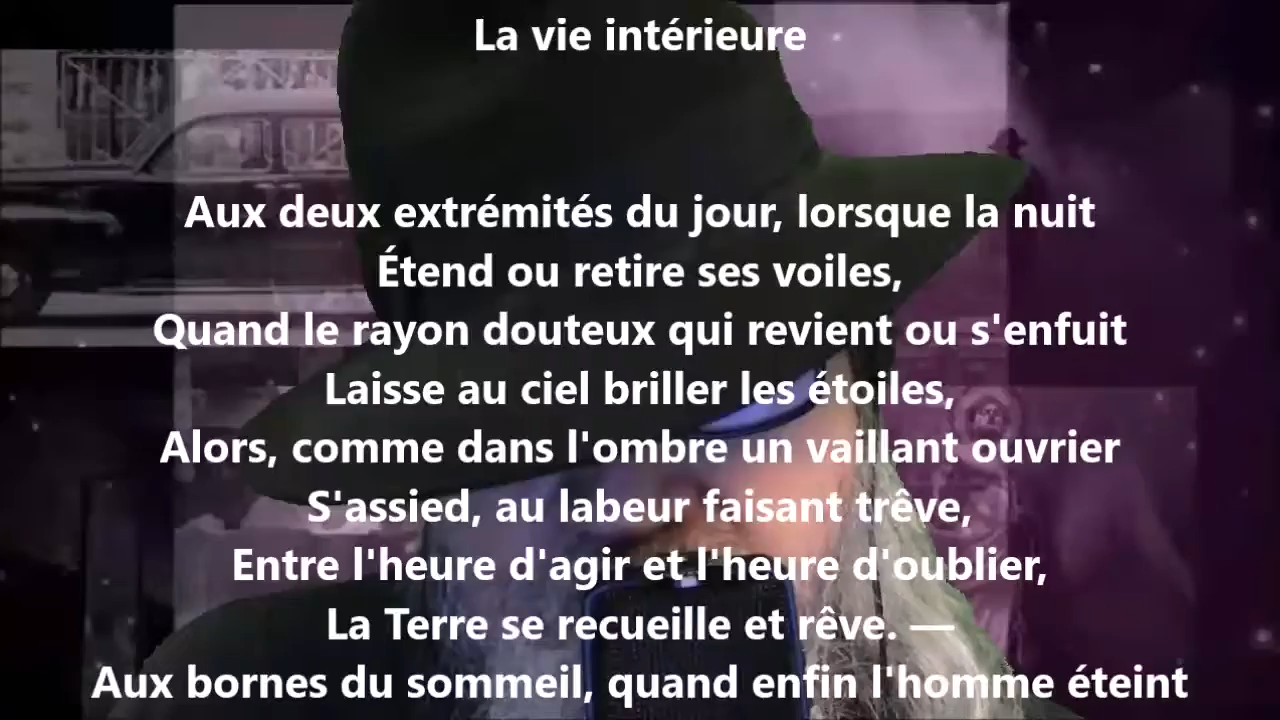 La vie intérieure
Aux deux extrémités du jour, lorsque la nuit
Étend ou retire ses voiles,
Quand le rayon douteux qui revient ou s'enfuit
Laisse au ciel briller les étoiles,
Alors, comme dans l'ombre un vaillant ouvrier
S'assied, au labeur faisant trêve,
Entre l'heure d'agir et l'heure d'oublier,
La Terre se recueille et rêve. —
Aux bornes du sommeil, quand enfin l'homme éteint